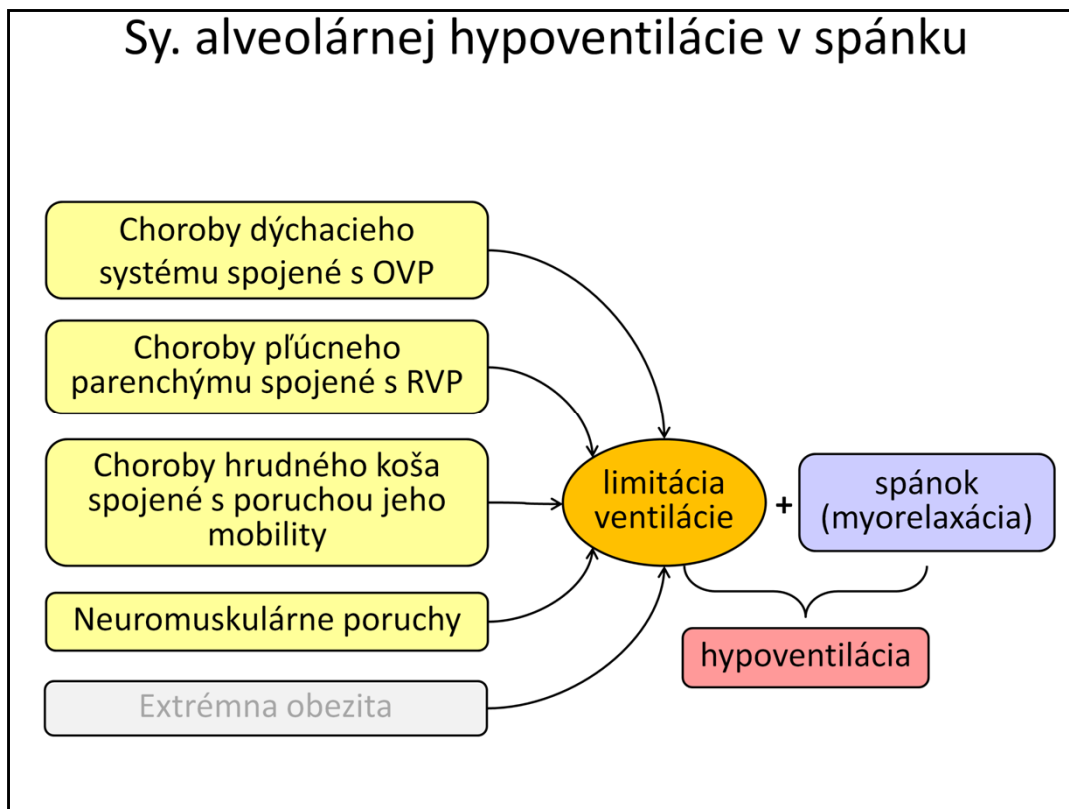 Sy. alveolárnej hypoventilácie v spánku
Choroby dýchacieho
systému spojené s OVP
Choroby pľúcneho
parenchýmu spojené s RVP
Choroby hrudného koša
spojené s poruchou jeho
mobility
Neuromuskulárne poruchy
Extrémna obezita
limitácia
ventilácie
+
spánok
(myorelaxácia)
hypoventilácia